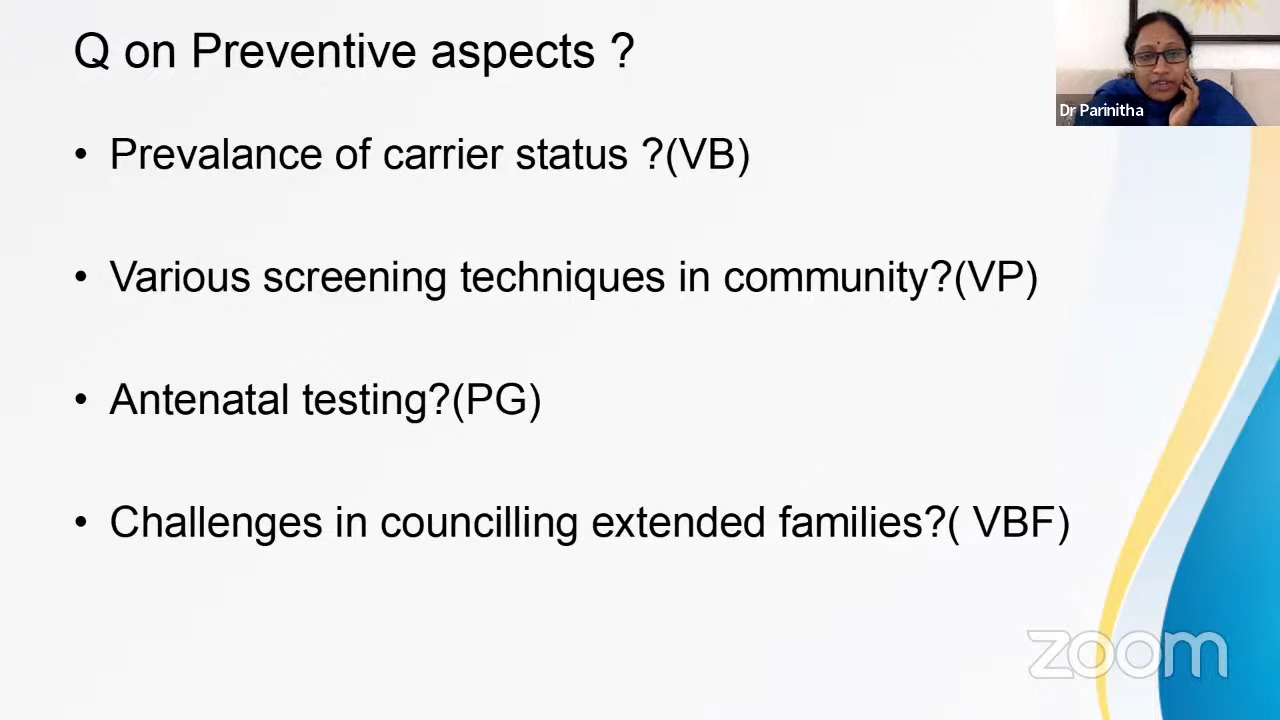 Q on Preventive aspects ?
Dr Parinitha
• Prevalance of carrier status ?(VB)
• Various screening techniques in community?(VP)
• Antenatal testing?(PG)
• Challenges in councilling extended families?( VBF)
zoom